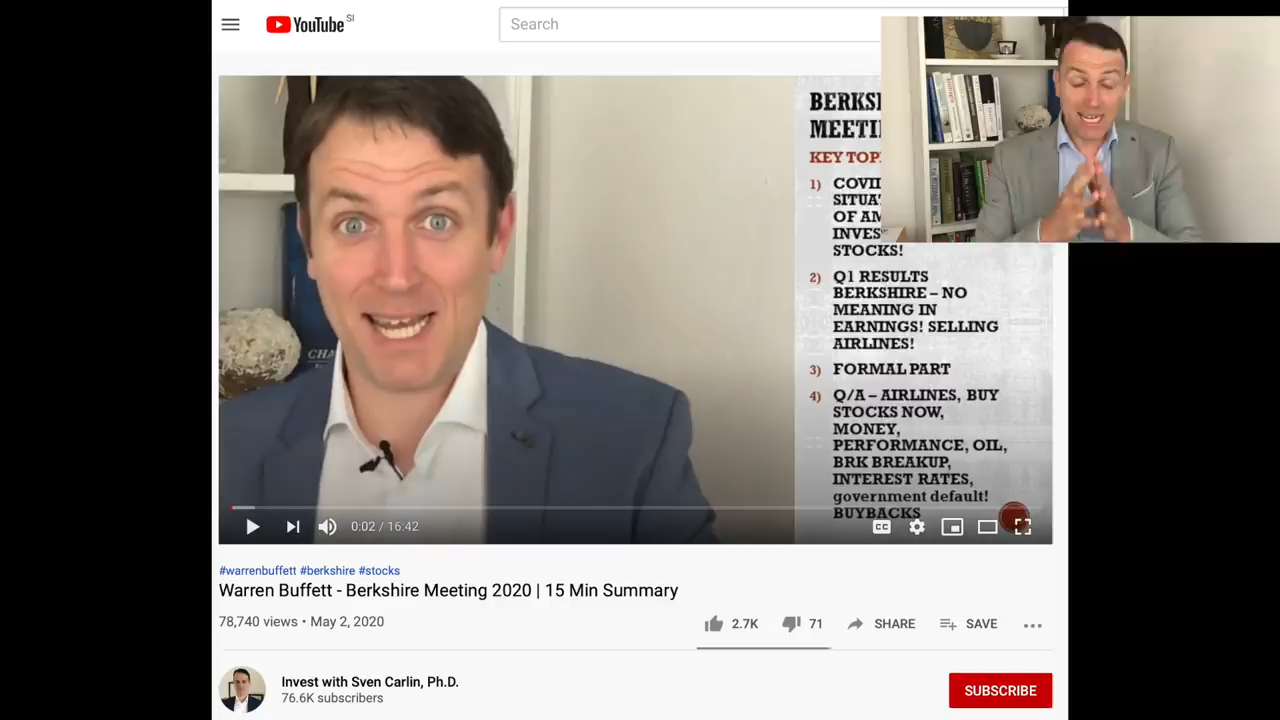 YouTube SI
Search
BERKS
MEETI
KEY TOP
1) COVID
SITUA
OF AM
INVES
STOCKS!
2) Q1 RESULTS
BERKSHIRE – NO
MEANING IN
EARNINGS! SELLING
AIRLINES!
3) FORMAL PART
4) Q/A – AIRLINES, BUY
STOCKS NOW,
MONEY,
PERFORMANCE, OIL,
BRK BREAKUP,
INTEREST RATES,
government default!
BUYBACKS
CHA
0:02 / 16:42
CC
#warrenbuffett #berkshire #stocks
Warren Buffett - Berkshire Meeting 2020 | 15 Min Summary
78,740 views • May 2, 2020
2.7K 71 SHARE SAVE
Invest with Sven Carlin, Ph.D.
76.6K subscribers
SUBSCRIBE